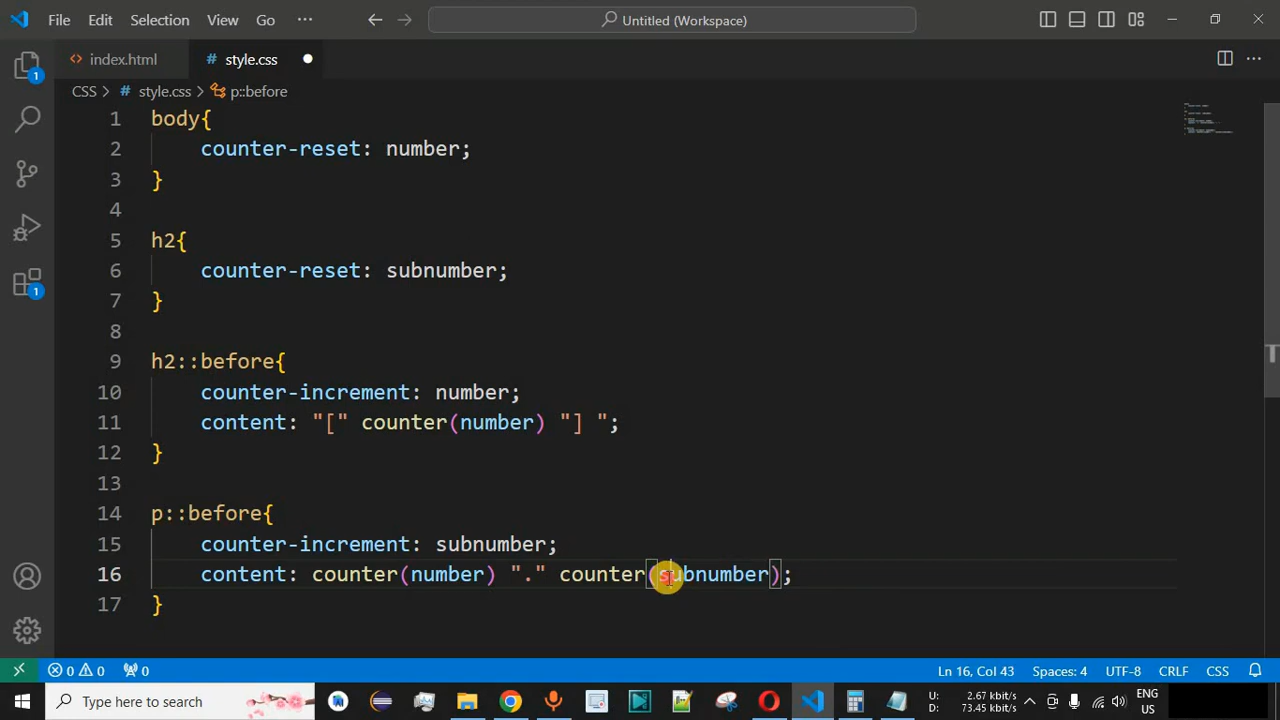 File Edit Selection View Go ··· Untitled (Workspace)
index.html # style.css
CSS > # style.css > p::before
1 body{
2 counter-reset: number;
3 }
4
5 h2{
6 counter-reset: subnumber;
7 }
8
9 h2::before{
10 counter-increment: number;
11 content: "[" counter(number) "] ";
12 }
13
14 p::before{
15 counter-increment: subnumber;
16 content: counter(number) "." counter(subnumber);
17 }
1
1
0 0 0 Ln 16, Col 43 Spaces: 4 UTF-8 CRLF CSS
Type here to search U: 2.67 kbit/s ENG
D: 73.45 kbit/s US